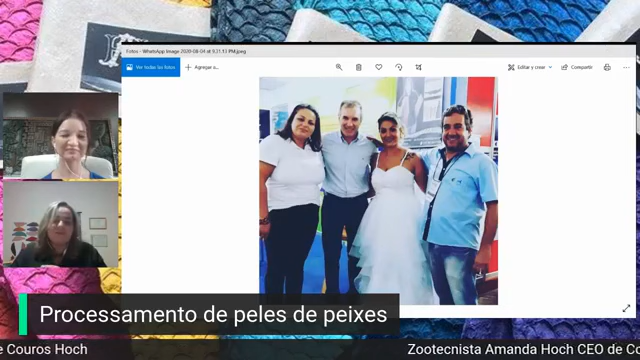 Fotos - WhatsApp Image 2020-08-04 at 9.21.13 PM.jpeg
Ver todas las fotos
Agregar a...
Editar y crear
Compartir
Processamento de peles de peixes
e Couros Hoch
Zootecnista Amanda Hoch CEO de Co